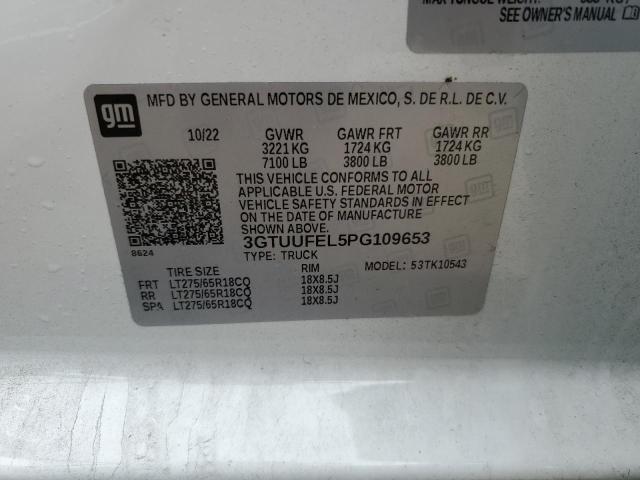 SEE OWNER'S MANUAL
gm
MFD BY GENERAL MOTORS DE MEXICO, S. DE R.L. DE C.V.
10/22 GVWR GAWR FRT GAWR RR
3221 KG 1724 KG 1724 KG
7100 LB 3800 LB 3800 LB
THIS VEHICLE CONFORMS TO ALL
APPLICABLE U.S. FEDERAL MOTOR
VEHICLE SAFETY STANDARDS IN EFFECT
ON THE DATE OF MANUFACTURE
SHOWN ABOVE.
8624
3GTUUFEL5PG109653
TYPE: TRUCK MODEL: 53TK10543
TIRE SIZE RIM
FRT LT275/65R18CQ 18X8.5J
RR LT275/65R18CQ 18X8.5J
SPA LT275/65R18CQ 18X8.5J